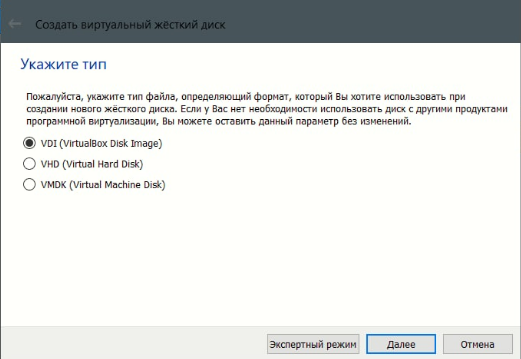 Создать виртуальный жёсткий диск
Укажите тип
Пожалуйста, укажите тип файла, определяющий формат, который Вы хотите использовать при
создании нового жёсткого диска. Если у Вас нет необходимости использовать диск с другими продуктами
программной виртуализации, Вы можете оставить данный параметр без изменений.
VDI (VirtualBox Disk Image)
VHD (Virtual Hard Disk)
VMDK (Virtual Machine Disk)
Экспертный режим Далее Отмена